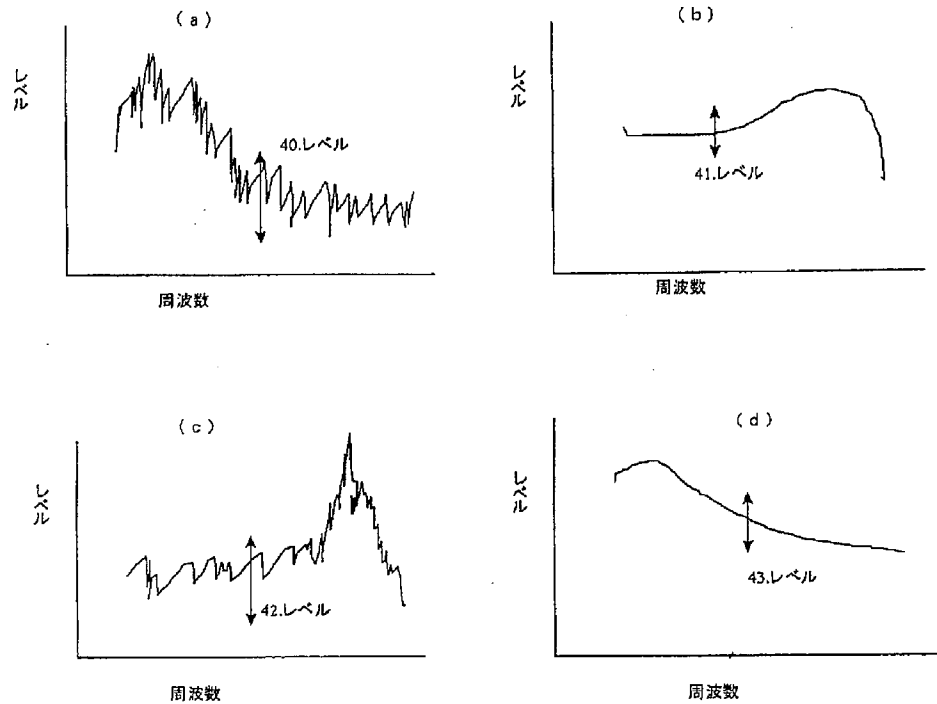 (a)
レベル
40.レベル
周波数
(b)
レベル
41.レベル
周波数
(c)
レベル
42.レベル
周波数
(d)
レベル
43.レベル
周波数